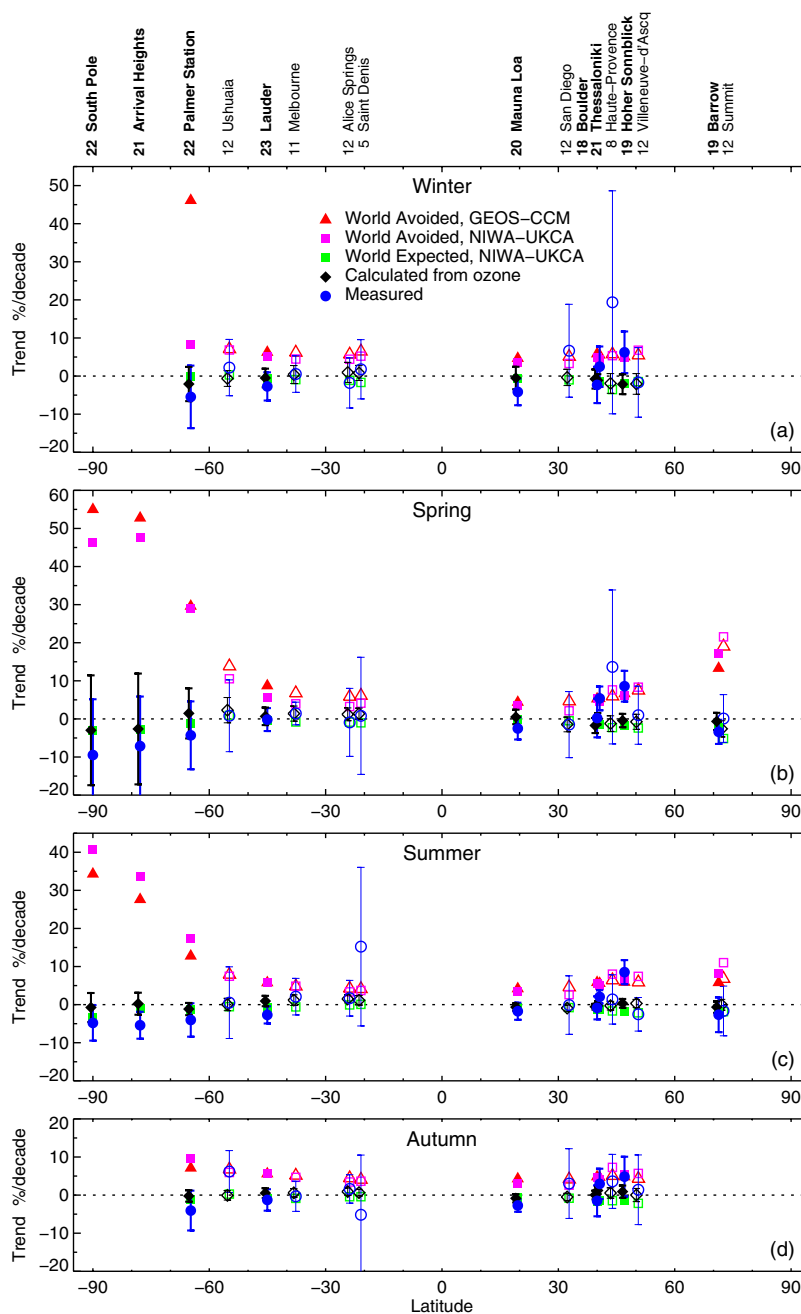 22 South Pole
21 Arrival Heights
22 Palmer Station
12 Ushuaia
23 Lauder
11 Melbourne
12 Alice Springs
5 Saint Denis
20 Mauna Loa
12 San Diego
18 Boulder
21 Thessaloniki
8 Haute−Provence
19 Hoher Sonnblick
12 Villeneuve−d'Ascq
19 Barrow
12 Summit
Winter
World Avoided, GEOS−CCM
World Avoided, NIWA−UKCA
World Expected, NIWA−UKCA
Calculated from ozone
Measured
Trend %/decade
50
40
30
20
10
0
−10
−20
(a)
−90 −60 −30 0 30 60 90
Spring
Trend %/decade
60
50
40
30
20
10
0
−10
−20
(b)
−90 −60 −30 0 30 60 90
Summer
Trend %/decade
40
30
20
10
0
−10
(c)
−90 −60 −30 0 30 60 90
Autumn
Trend %/decade
20
10
0
−10
(d)
−90 −60 −30 0 30 60 90
Latitude